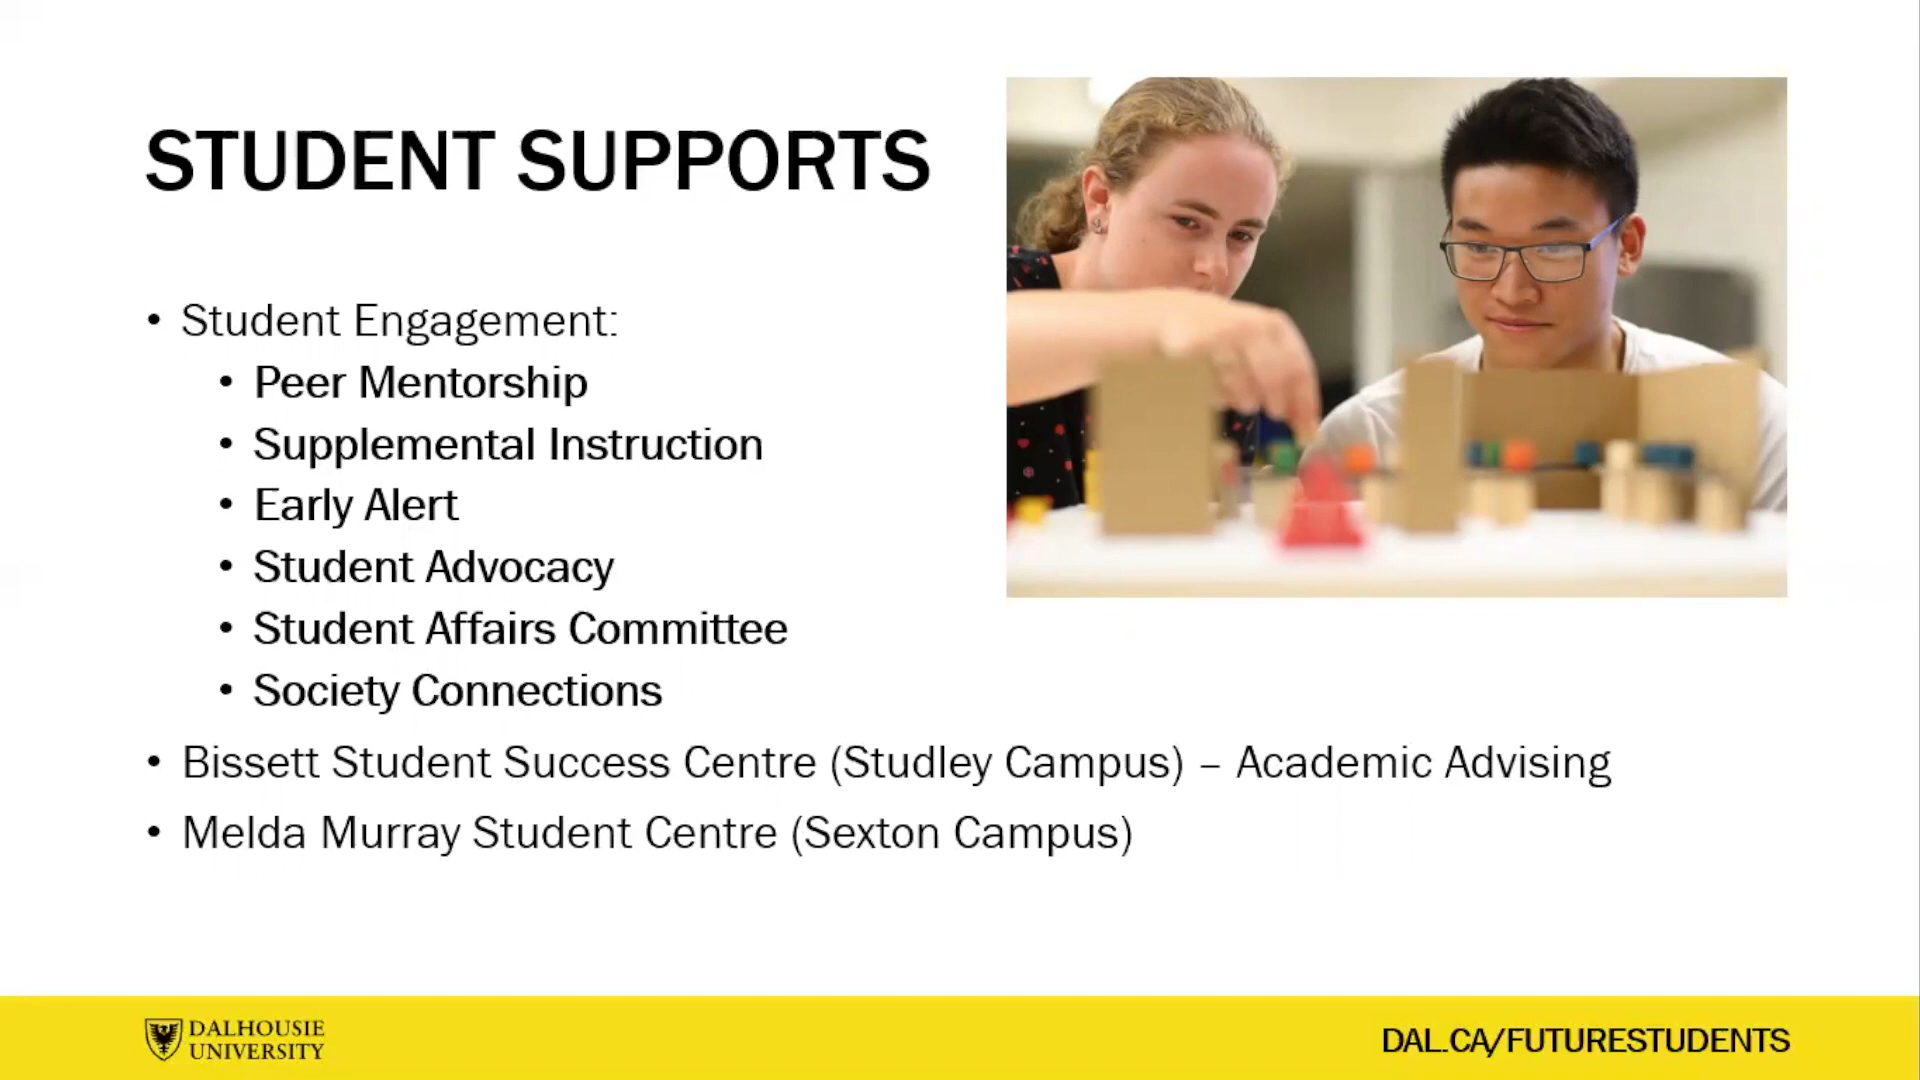 STUDENT SUPPORTS
• Student Engagement:
• Peer Mentorship
• Supplemental Instruction
• Early Alert
• Student Advocacy
• Student Affairs Committee
• Society Connections
• Bissett Student Success Centre (Studley Campus) – Academic Advising
• Melda Murray Student Centre (Sexton Campus)
DALHOUSIE
UNIVERSITY
DAL.CA/FUTURESTUDENTS